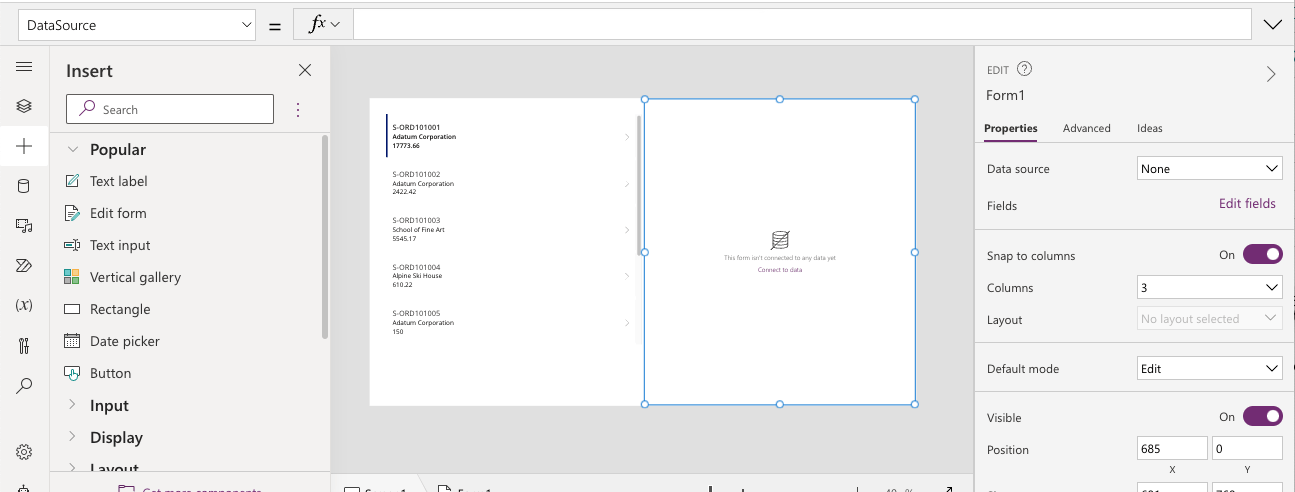 DataSource
=
fx
Insert
Search
Popular
Text label
Edit form
Text input
Vertical gallery
Rectangle
Date picker
Button
Input
Display
Layout
Get more components
S-ORD101001
Adatum Corporation
17773.66
S-ORD101002
Adatum Corporation
2422.42
S-ORD101003
School of Fine Art
5545.17
S-ORD101004
Alpine Ski House
610.22
S-ORD101005
Adatum Corporation
150
This form isn't connected to any data yet
Connect to data
EDIT
Form1
Properties
Advanced
Ideas
Data source
None
Fields
Edit fields
Snap to columns
On
Columns
3
Layout
No layout selected
Default mode
Edit
Visible
On
Position
685
0
X
Y